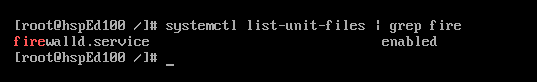 [root@hspEd100 /]# systemctl list-unit-files | grep fire
firewalld.service                             enabled
[root@hspEd100 /]# _